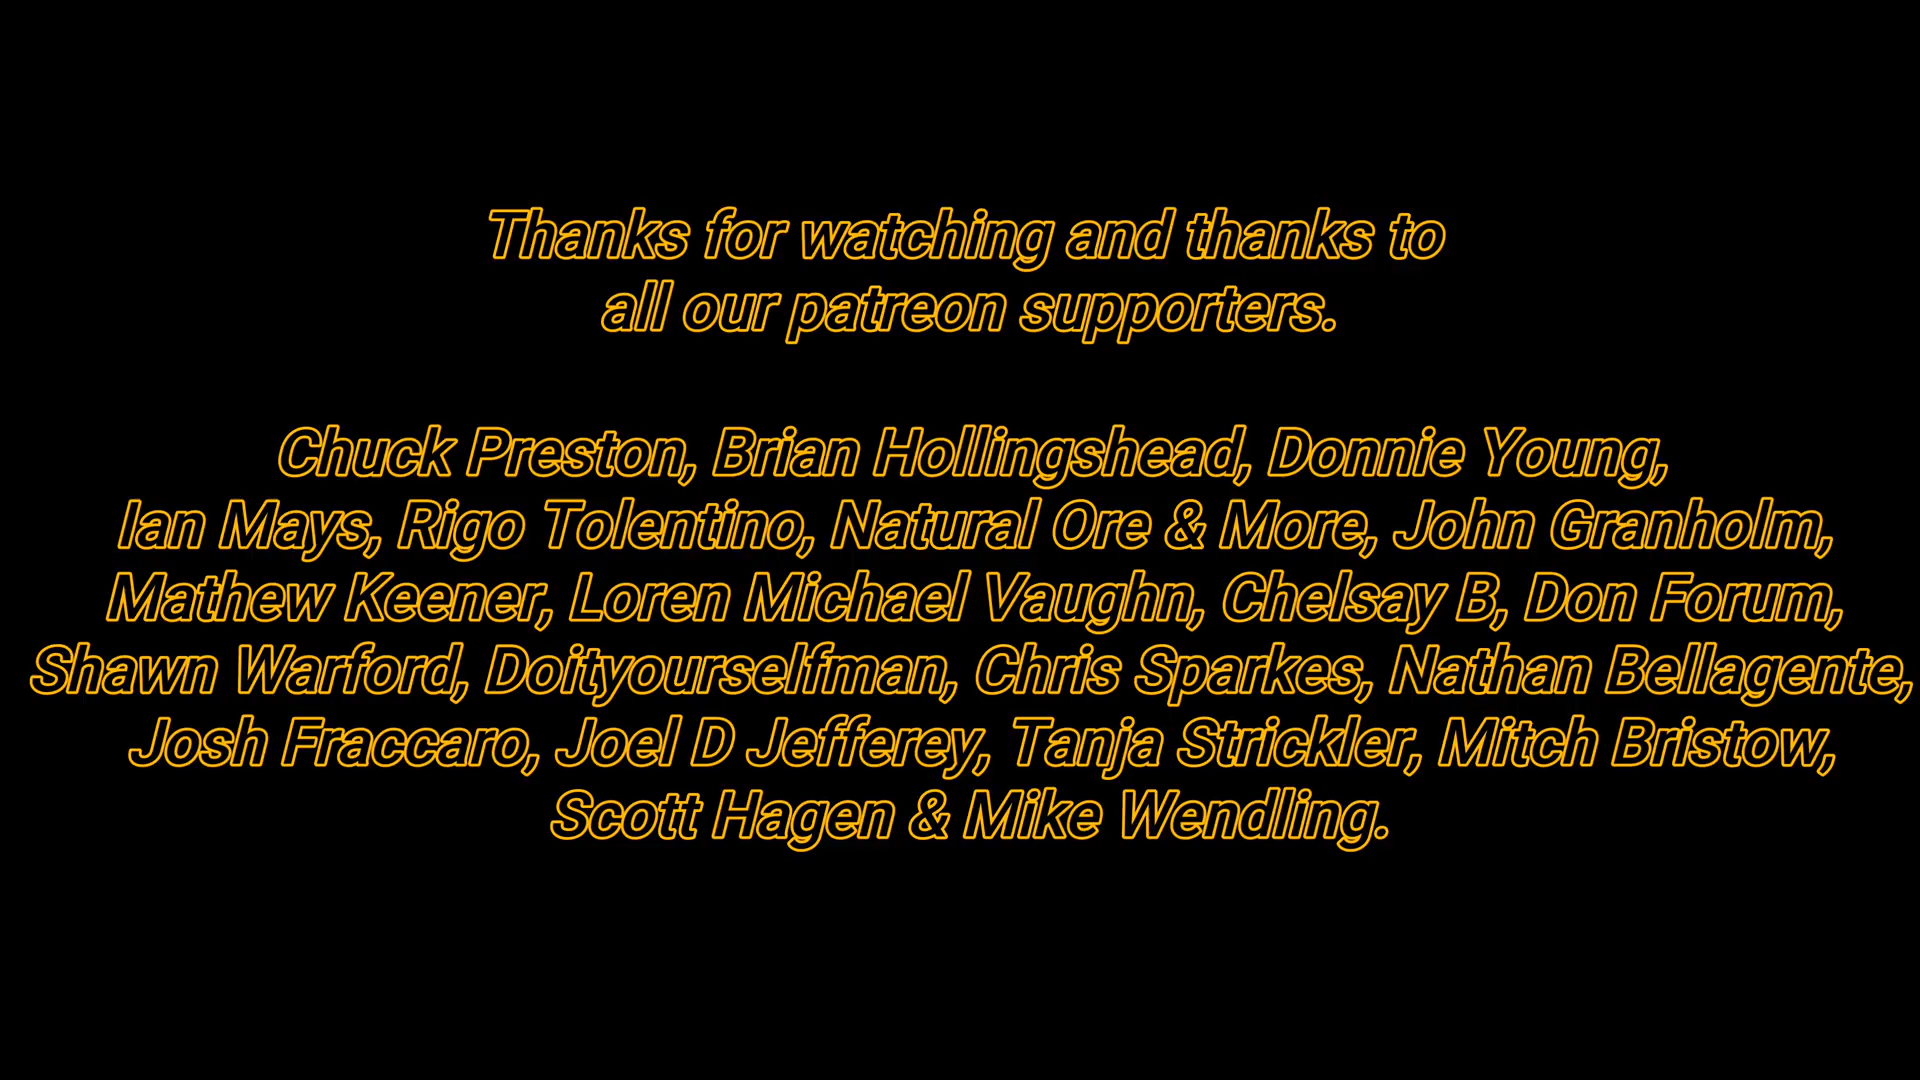 Thanks for watching and thanks to
all our patreon supporters.
Chuck Preston, Brian Hollingshead, Donnie Young,
Ian Mays, Rigo Tolentino, Natural Ore & More, John Granholm,
Mathew Keener, Loren Michael Vaughn, Chelsay B, Don Forum,
Shawn Warford, Doityourselfman, Chris Sparkes, Nathan Bellagente,
Josh Fraccaro, Joel D Jefferey, Tanja Strickler, Mitch Bristow,
Scott Hagen & Mike Wendling.